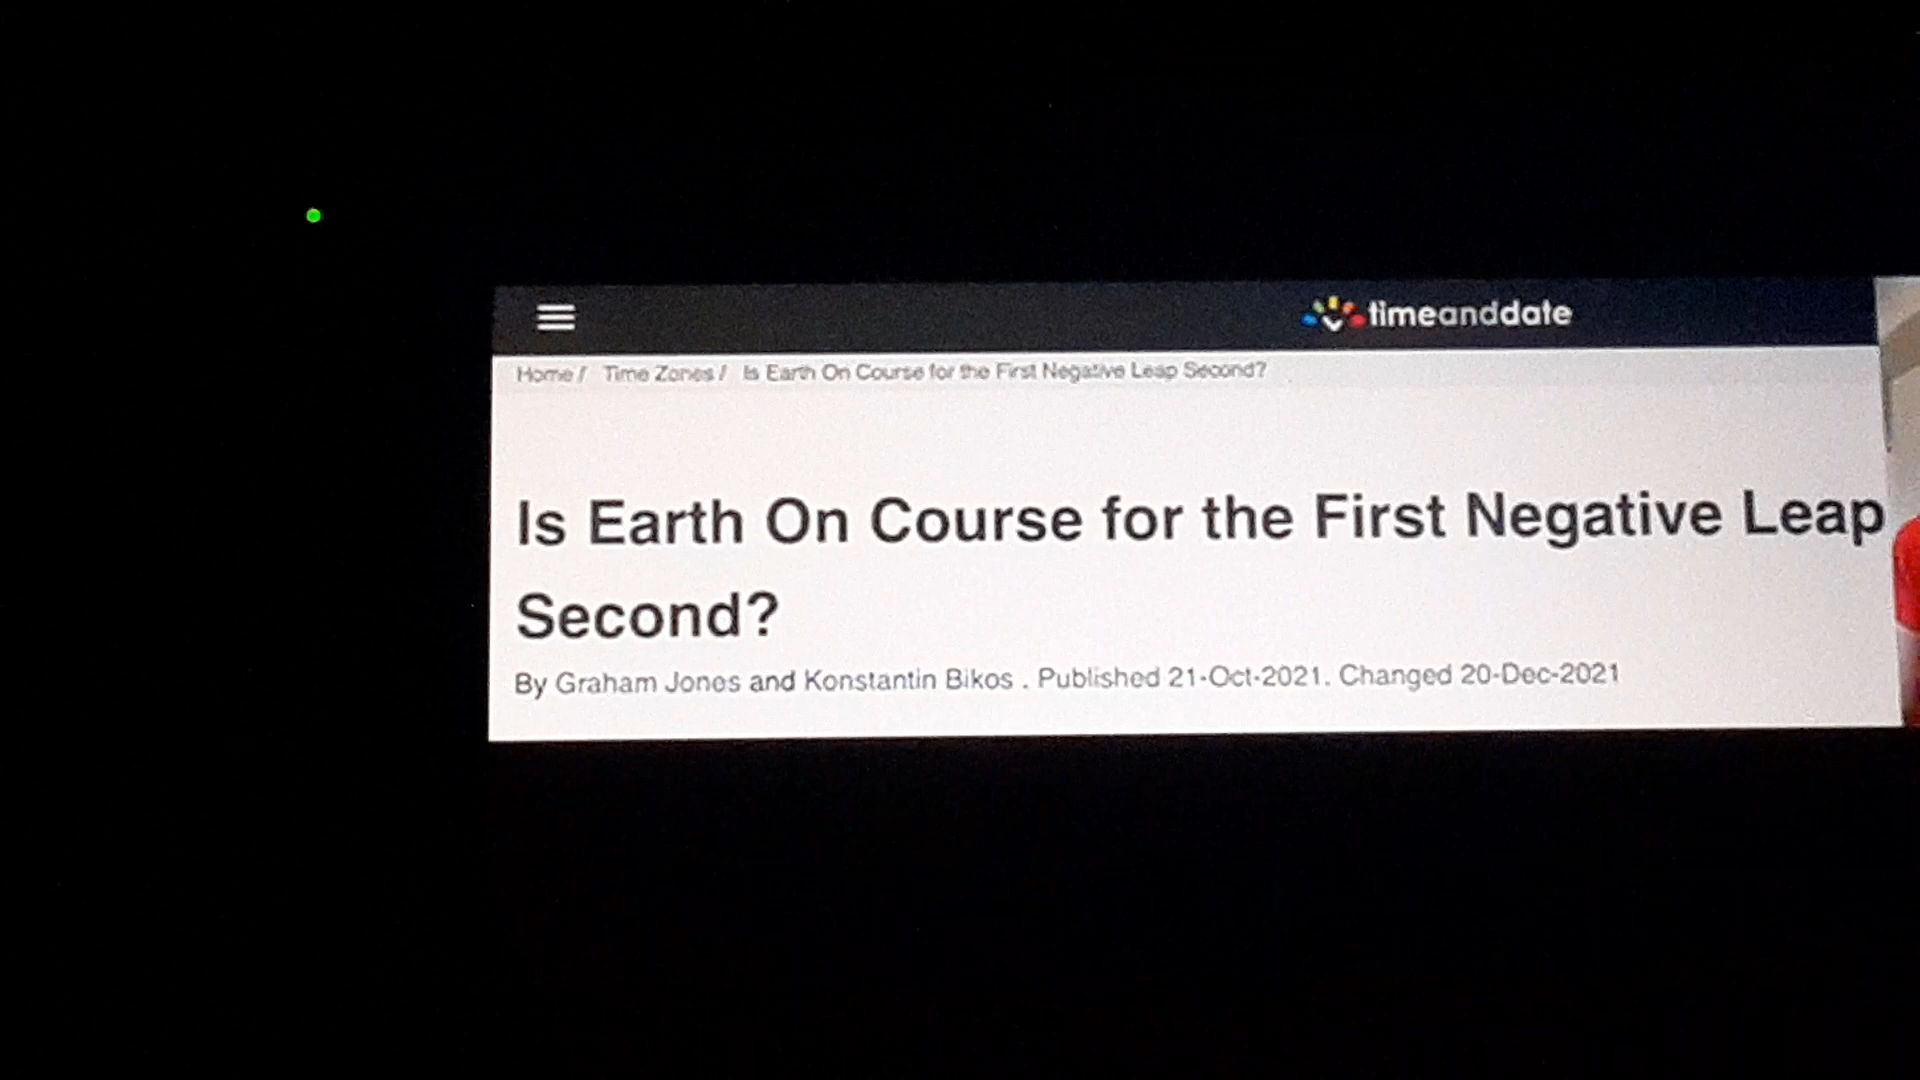 timeanddate
Home / Time Zones / Is Earth On Course for the First Negative Leap Second?
Is Earth On Course for the First Negative Leap
Second?
By Graham Jones and Konstantin Bikos . Published 21-Oct-2021. Changed 20-Dec-2021